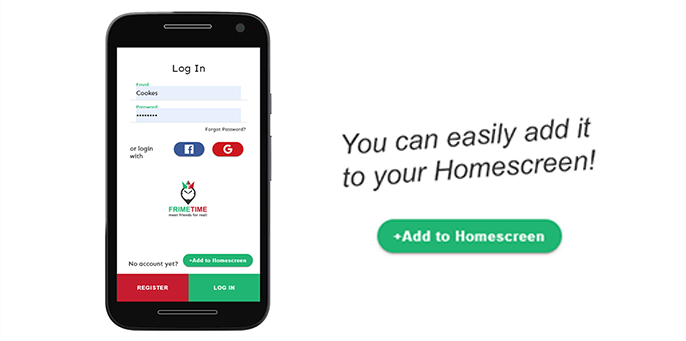 Log In
Email
Cookes
Password
••••••••
Forgot Password?
or login
with
f
G
FRIMETIME
meet friends for real!
No account yet?
+Add to Homescreen
REGISTER
LOG IN
You can easily add it
to your Homescreen!
+Add to Homescreen